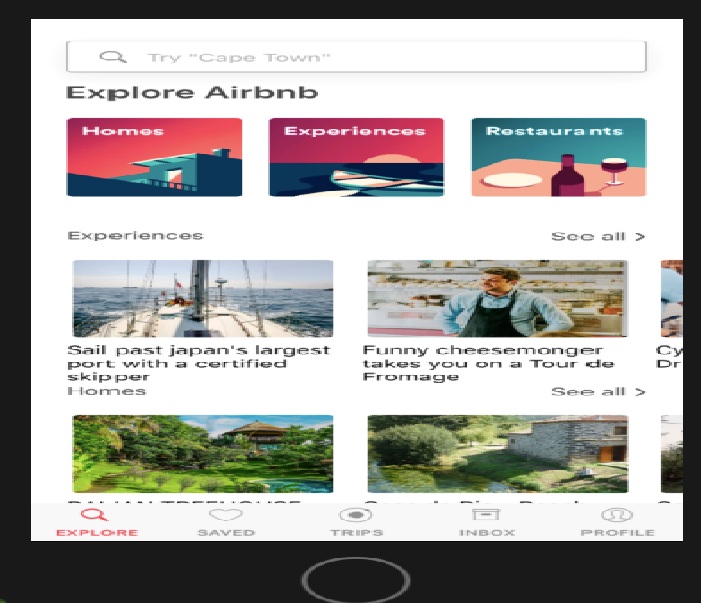 Try "Cape Town"
Explore Airbnb
Homes
Experiences
Restaurants
Experiences
See all >
Sail past japan's largest
port with a certified
skipper
Funny cheesemonger
takes you on a Tour de
Fromage
Cy
Dr
Homes
See all >
EXPLORE
SAVED
TRIPS
INBOX
PROFILE